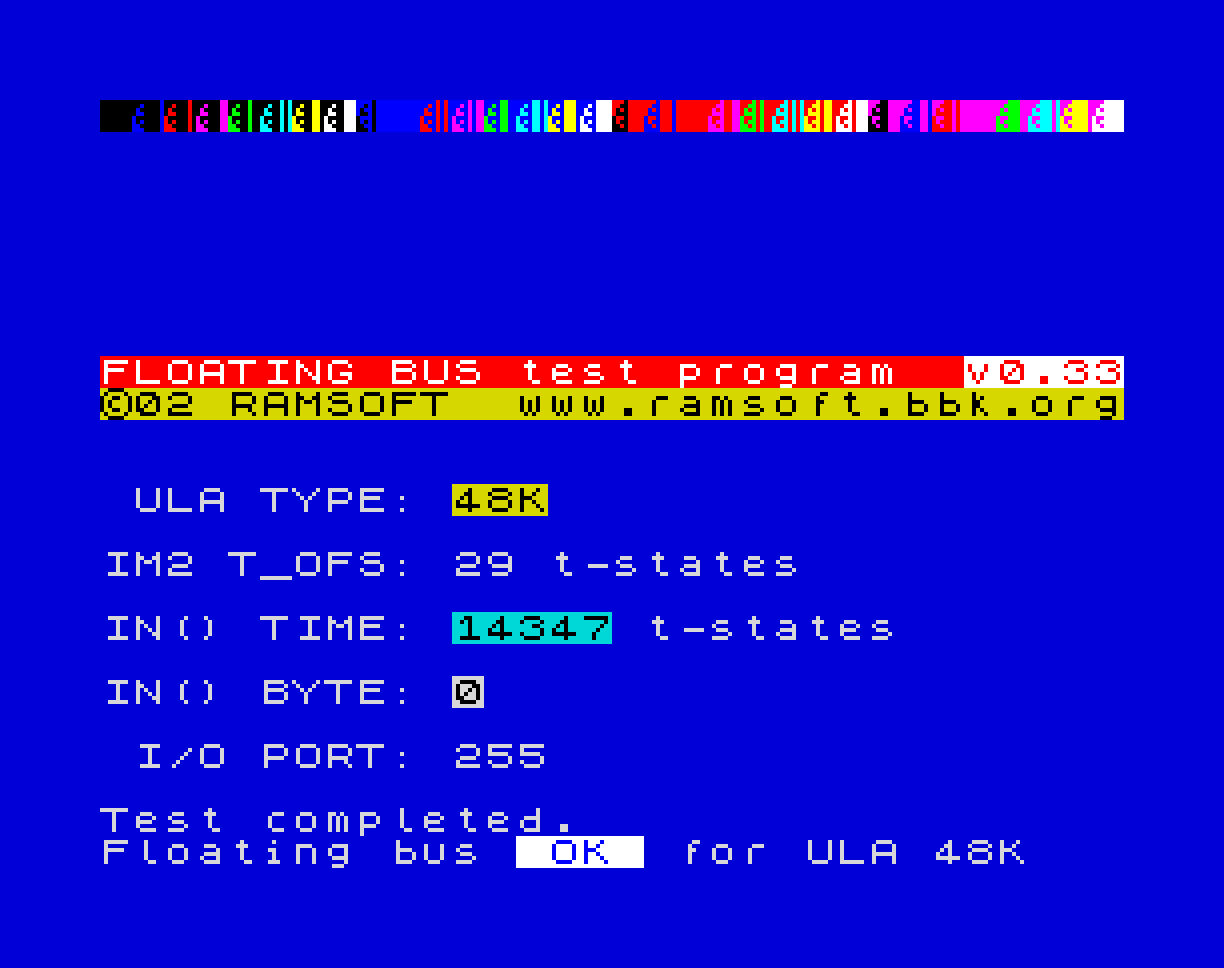 FLOATING BUS test program v0.33
©02 RAMSOFT www.ramsoft.bbk.org
ULA TYPE: 48K
IM2 T_OFS: 29 t-states
IN() TIME: 14347 t-states
IN() BYTE: 0
I/O PORT: 255
Test completed.
Floating bus OK for ULA 48K